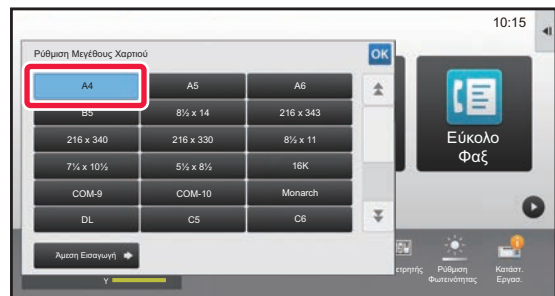 10:15
Ρύθμιση Μεγέθους Χαρτιού
OK
A4 A5 A6
B5 8½ x 14 216 x 343
216 x 340 216 x 330 8½ x 11
7¼ x 10½ 5½ x 8½ 16K
COM-9 COM-10 Monarch
DL C5 C6
Άμεση Εισαγωγή
Εύκολο
Φαξ
ετρητής Ρύθμιση Κατάστ.
Φωτεινότητας Εργασ.
Y